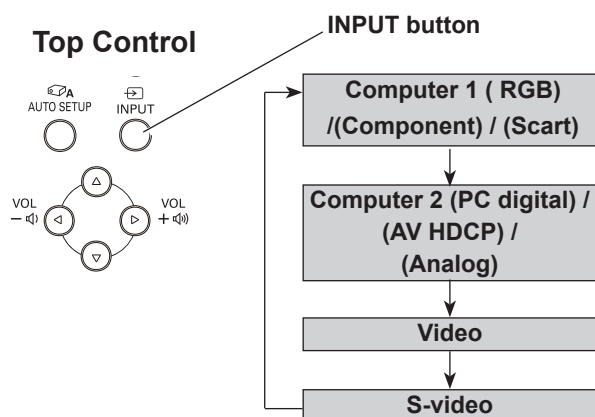 Top Control
INPUT button
A
AUTO SETUP
INPUT
VOL
−
VOL
+
Computer 1 ( RGB)
/(Component) / (Scart)
Computer 2 (PC digital) /
(AV HDCP) /
(Analog)
Video
S-video